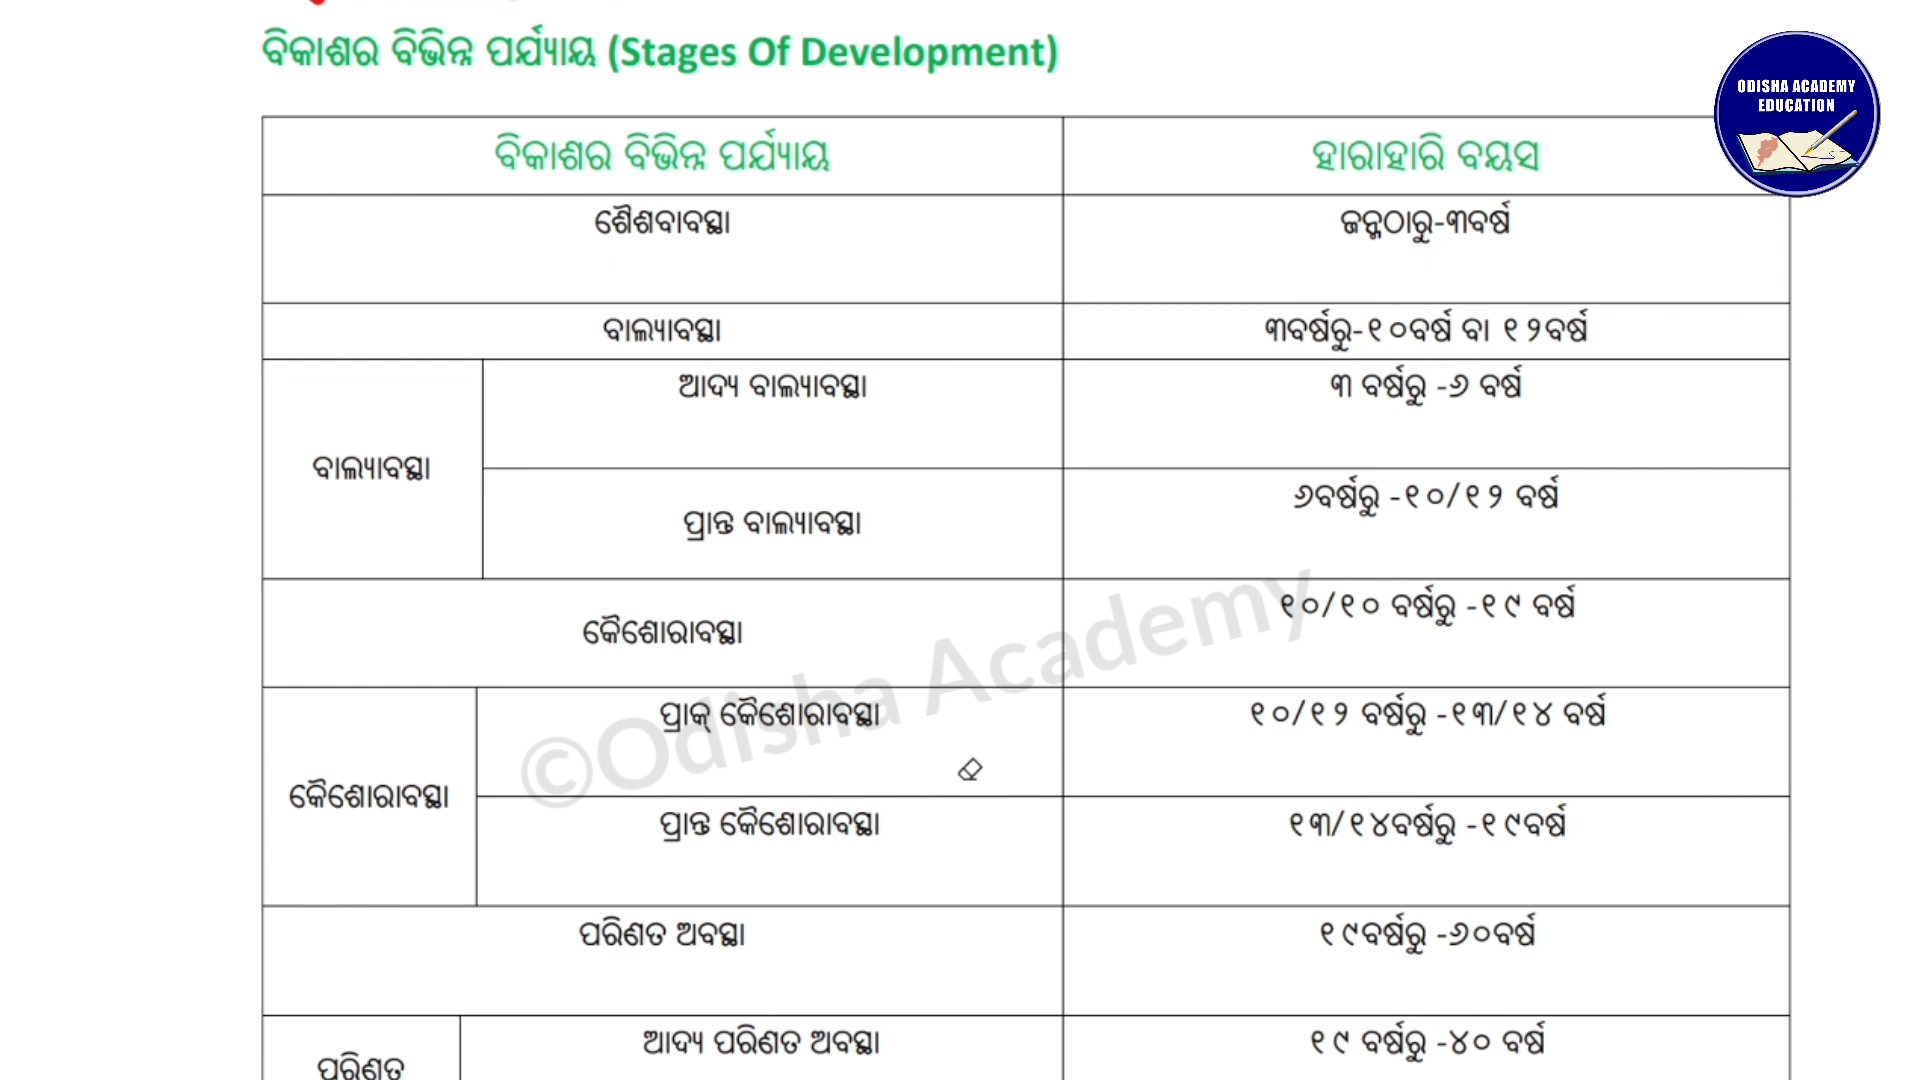 ବିକାଶର ବିଭିନ୍ନ ପର୍ଯ୍ୟାୟ (Stages Of Development)
ODISHA ACADEMY
EDUCATION
ବିକାଶର ବିଭିନ୍ନ ପର୍ଯ୍ୟାୟ ହାରାହାରି ବୟସ
ଶୈଶବାବସ୍ଥା ଜନ୍ମଠାରୁ-୩ବର୍ଷ
ବାଲ୍ୟାବସ୍ଥା ୩ବର୍ଷରୁ-୧୦ବର୍ଷ ବା ୧୨ବର୍ଷ
ବାଲ୍ୟାବସ୍ଥା
ଆଦ୍ୟ ବାଲ୍ୟାବସ୍ଥା ୩ ବର୍ଷରୁ -୬ ବର୍ଷ
ପ୍ରାନ୍ତ ବାଲ୍ୟାବସ୍ଥା ୬ବର୍ଷରୁ -୧୦/୧୨ ବର୍ଷ
କୈଶୋରାବସ୍ଥା ୧୦/୧୦ ବର୍ଷରୁ -୧୯ ବର୍ଷ
କୈଶୋରାବସ୍ଥା
ପ୍ରାକ୍ କୈଶୋରାବସ୍ଥା ୧୦/୧୨ ବର୍ଷରୁ -୧୩/୧୪ ବର୍ଷ
ପ୍ରାନ୍ତ କୈଶୋରାବସ୍ଥା ୧୩/୧୪ବର୍ଷରୁ -୧୯ବର୍ଷ
ପରିଣତ ଅବସ୍ଥା ୧୯ବର୍ଷରୁ -୬୦ବର୍ଷ
ପରିଣତ
ଆଦ୍ୟ ପରିଣତ ଅବସ୍ଥା ୧୯ ବର୍ଷରୁ -୪୦ ବର୍ଷ
©Odisha Academy